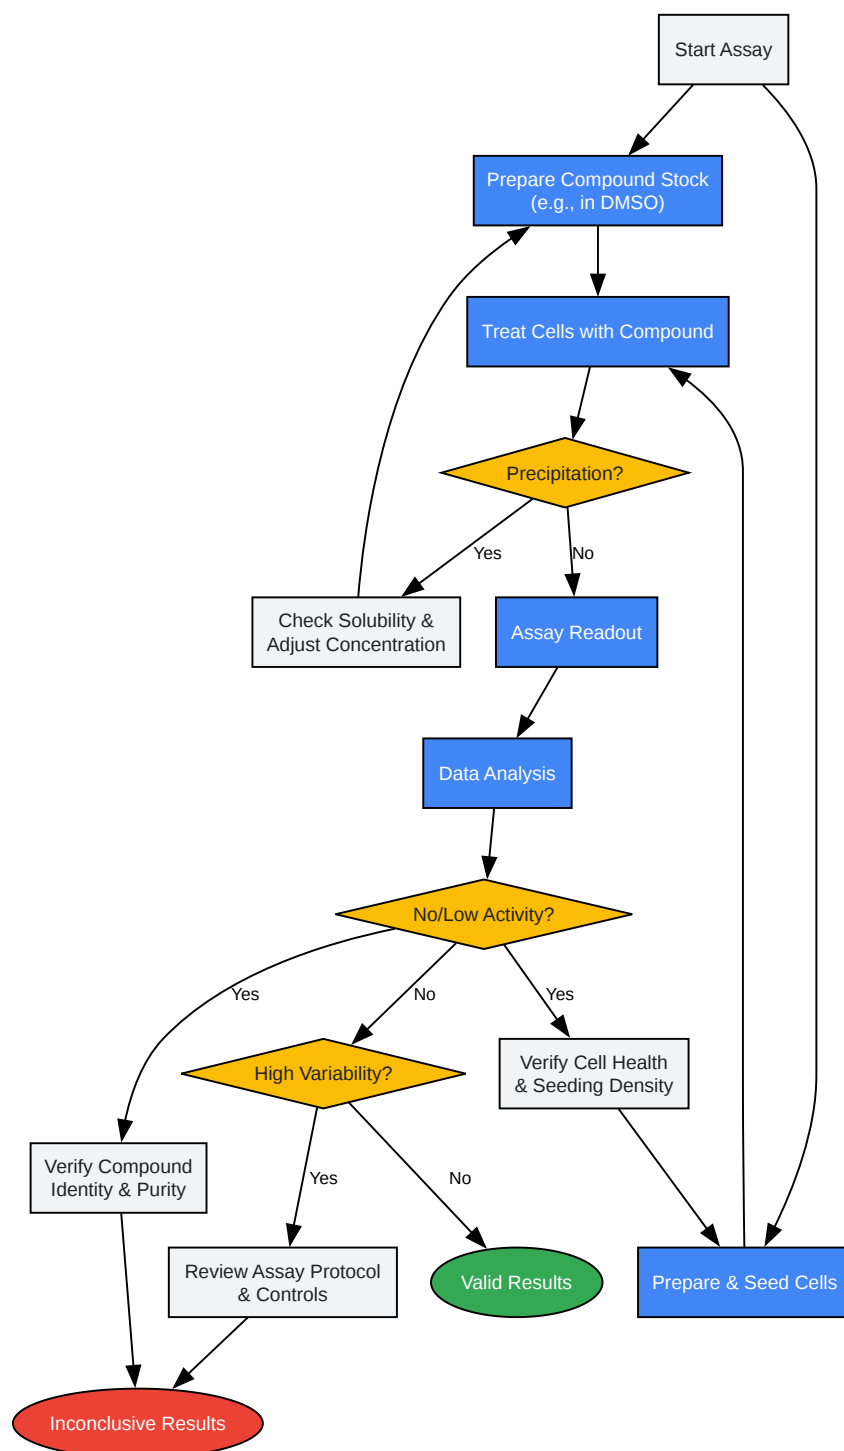 Start Assay
Prepare Compound Stock
(e.g., in DMSO)
Treat Cells with Compound
Precipitation?
Yes
No
Check Solubility &
Adjust Concentration
Assay Readout
Data Analysis
No/Low Activity?
Yes
No
Yes
Verify Cell Health
& Seeding Density
High Variability?
Verify Compound
Identity & Purity
Yes
No
Review Assay Protocol
& Controls
Valid Results
Prepare & Seed Cells
Inconclusive Results